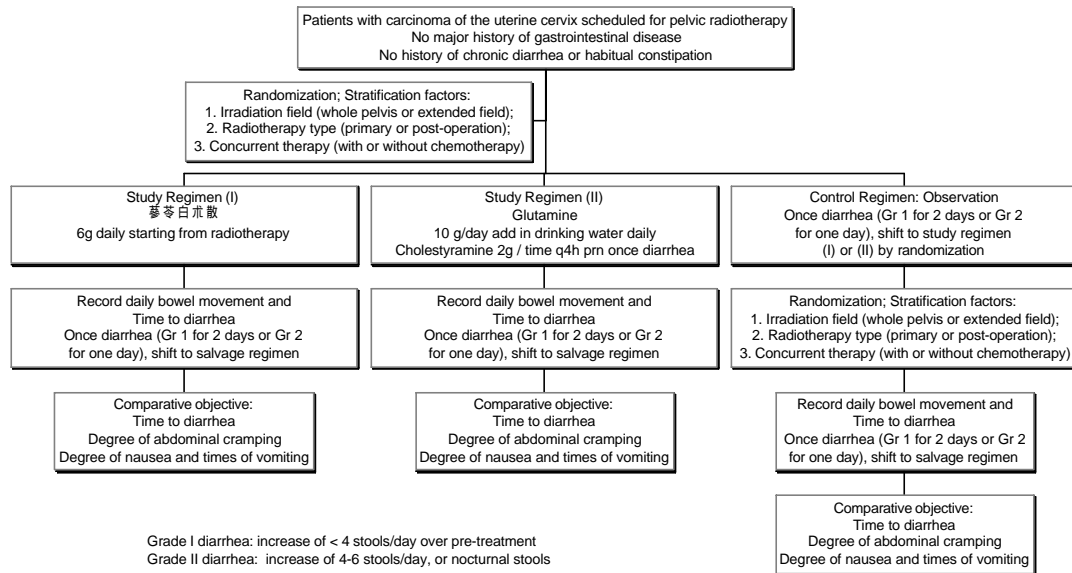 Patients with carcinoma of the uterine cervix scheduled for pelvic radiotherapy
No major history of gastrointestinal disease
No history of chronic diarrhea or habitual constipation
Randomization; Stratification factors:
1. Irradiation field (whole pelvis or extended field);
2. Radiotherapy type (primary or post-operation);
3. Concurrent therapy (with or without chemotherapy)
Study Regimen (I)
蔘苓白朮散
6g daily starting from radiotherapy
Study Regimen (II)
Glutamine
10 g/day add in drinking water daily
Cholestyramine 2g / time q4h prn once diarrhea
Control Regimen: Observation
Once diarrhea (Gr 1 for 2 days or Gr 2
for one day), shift to study regimen
(I) or (II) by randomization
Record daily bowel movement and
Time to diarrhea
Once diarrhea (Gr 1 for 2 days or Gr 2
for one day), shift to salvage regimen
Record daily bowel movement and
Time to diarrhea
Once diarrhea (Gr 1 for 2 days or Gr 2
for one day), shift to salvage regimen
Randomization; Stratification factors:
1. Irradiation field (whole pelvis or extended field);
2. Radiotherapy type (primary or post-operation);
3. Concurrent therapy (with or without chemotherapy)
Comparative objective:
Time to diarrhea
Degree of abdominal cramping
Degree of nausea and times of vomiting
Comparative objective:
Time to diarrhea
Degree of abdominal cramping
Degree of nausea and times of vomiting
Record daily bowel movement and
Time to diarrhea
Once diarrhea (Gr 1 for 2 days or Gr 2
for one day), shift to salvage regimen
Comparative objective:
Time to diarrhea
Degree of abdominal cramping
Degree of nausea and times of vomiting
Grade I diarrhea: increase of < 4 stools/day over pre-treatment
Grade II diarrhea: increase of 4-6 stools/day, or nocturnal stools